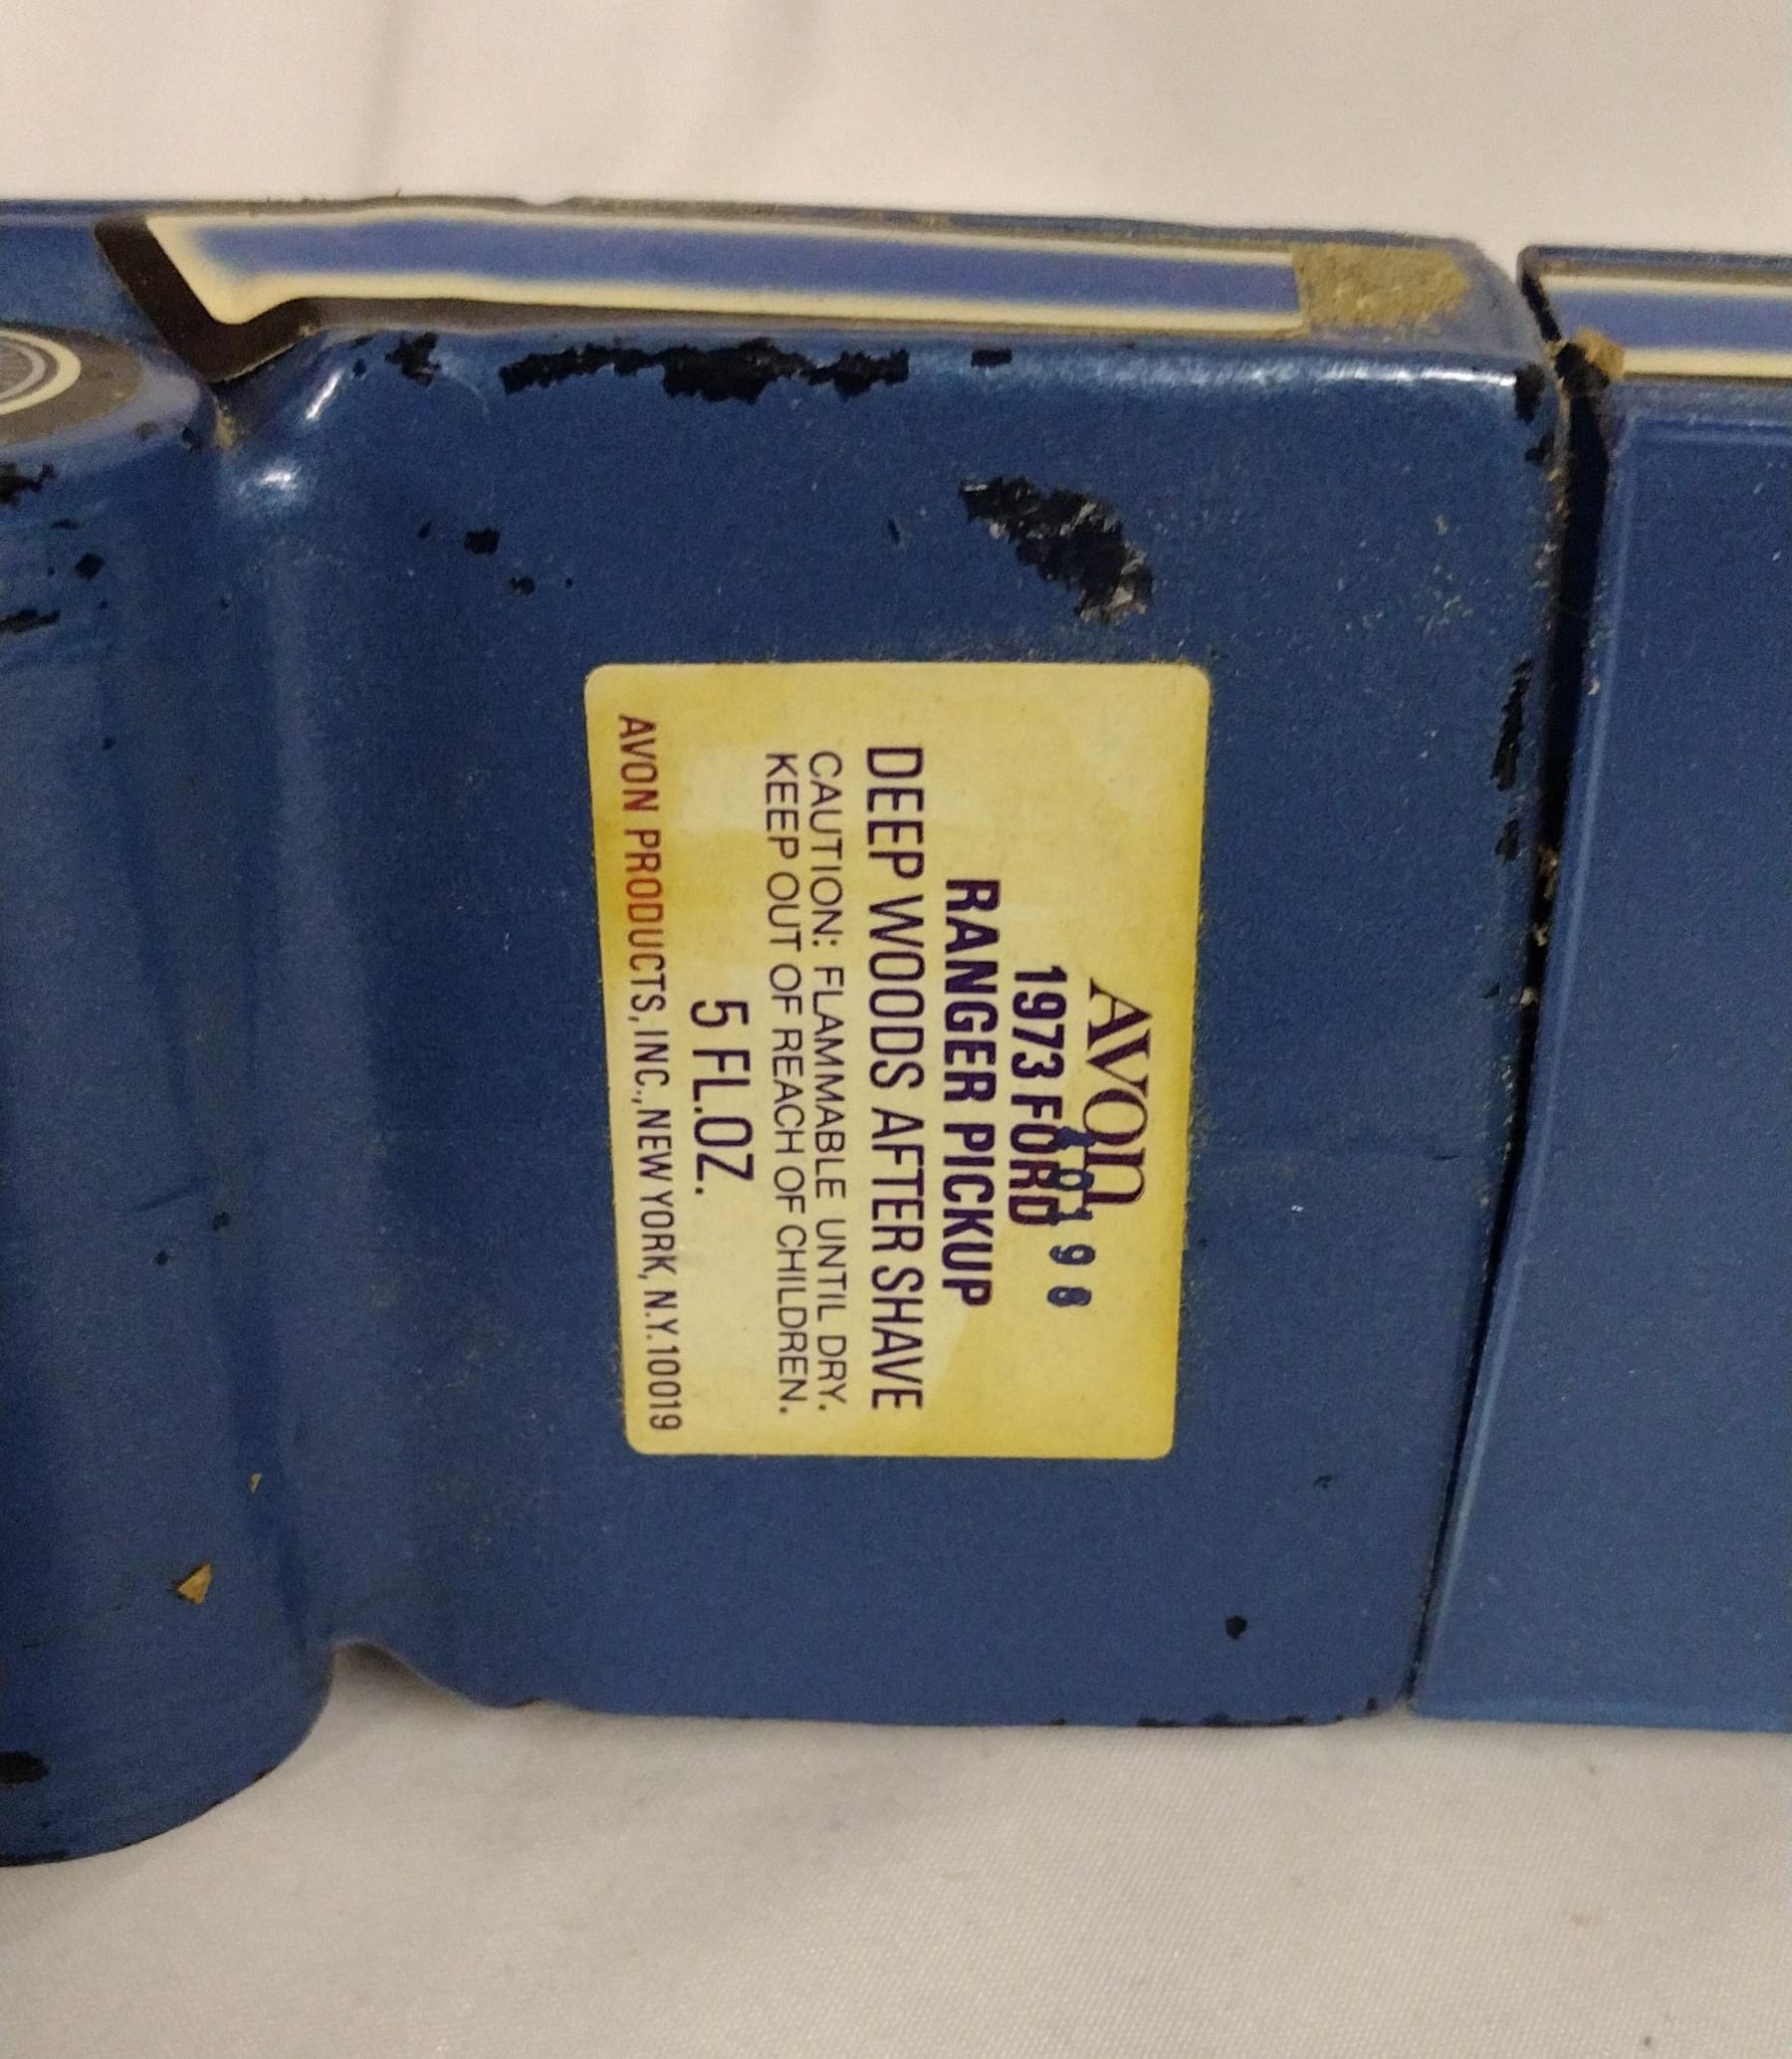 AVON
1973 FORD
RANGER PICKUP
DEEP WOODS AFTER SHAVE
CAUTION: FLAMMABLE UNTIL DRY.
KEEP OUT OF REACH OF CHILDREN.
5 FL.OZ.
AVON PRODUCTS, INC., NEW YORK, N.Y. 10019